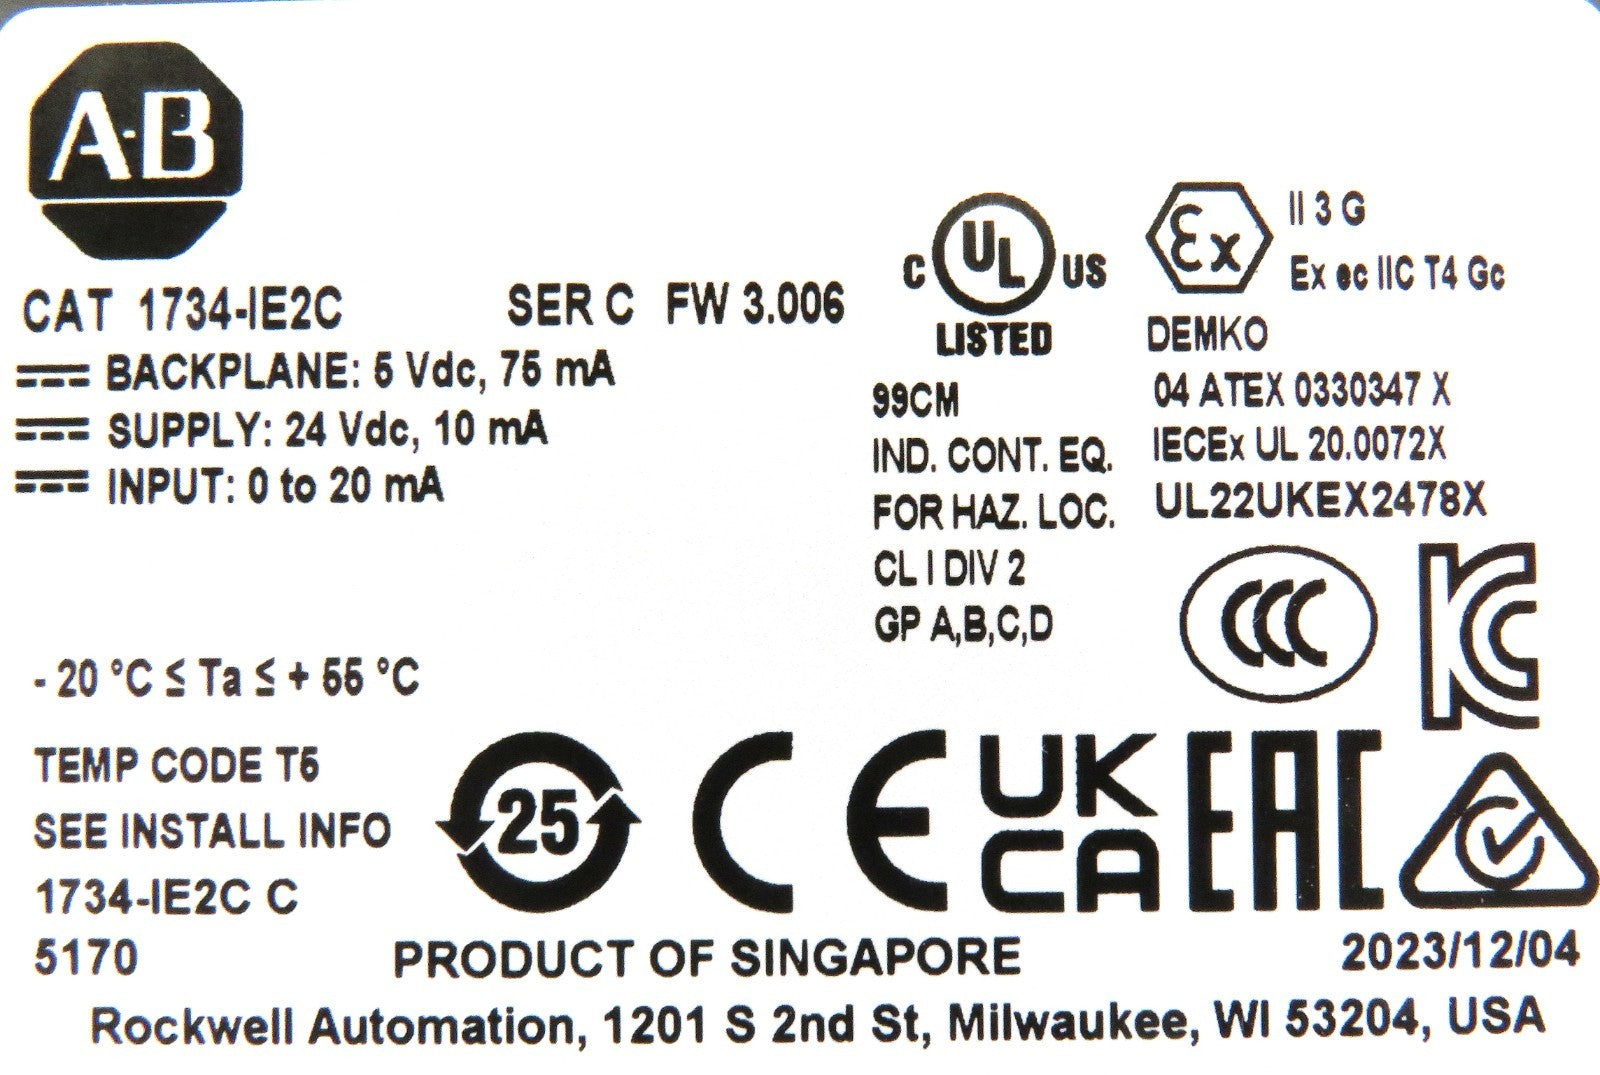 A-B
CAT 1734-IE2C SER C FW 3.006
BACKPLANE: 5 Vdc, 75 mA
SUPPLY: 24 Vdc, 10 mA
INPUT: 0 to 20 mA
C UL US
LISTED
99CM
IND. CONT. EQ.
FOR HAZ. LOC.
CL I DIV 2
GP A,B,C,D
Ex II 3 G
Ex ec IIC T4 Gc
DEMKO
04 ATEX 0330347 X
IECEx UL 20.0072X
UL22UKEX2478X
CCC KC
- 20 °C ≤ Ta ≤ + 55 °C
TEMP CODE T5
SEE INSTALL INFO
1734-IE2C C
5170
25 CE UK CA EAC
PRODUCT OF SINGAPORE
2023/12/04
Rockwell Automation, 1201 S 2nd St, Milwaukee, WI 53204, USA